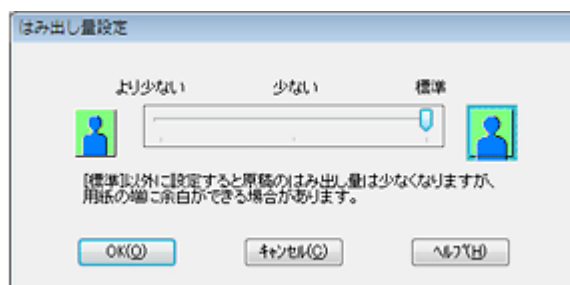 はみ出し量設定
より少ない 少ない 標準
[標準]以外に設定すると原稿のはみ出し量は少なくなりますが、
用紙の端に余白ができる場合があります。
OK(O) キャンセル(C) ヘルプ(H)